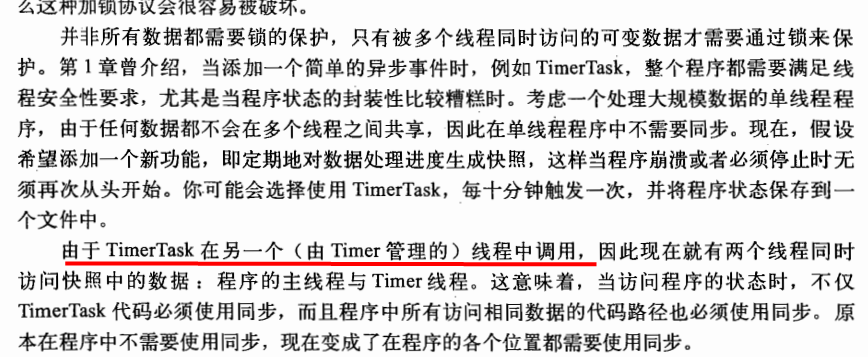 么这种加锁协议会很容易被破坏。
并非所有数据都需要锁的保护，只有被多个线程同时访问的可变数据才需要通过锁来保
护。第 1 章曾介绍，当添加一个简单的异步事件时，例如 TimerTask，整个程序都需要满足线
程安全性要求，尤其是当程序状态的封装性比较糟糕时。考虑一个处理大规模数据的单线程程
序，由于任何数据都不会在多个线程之间共享，因此在单线程程序中不需要同步。现在，假设
希望添加一个新功能，即定期地对数据处理进度生成快照，这样当程序崩溃或者必须停止时无
须再次从头开始。你可能会选择使用 TimerTask，每十分钟触发一次，并将程序状态保存到一
个文件中。
由于 TimerTask 在另一个（由 Timer 管理的）线程中调用，因此现在就有两个线程同时
访问快照中的数据：程序的主线程与 Timer 线程。这意味着，当访问程序的状态时，不仅
TimerTask 代码必须使用同步，而且程序中所有访问相同数据的代码路径也必须使用同步。原
本在程序中不需要使用同步，现在变成了在程序的各个位置都需要使用同步。